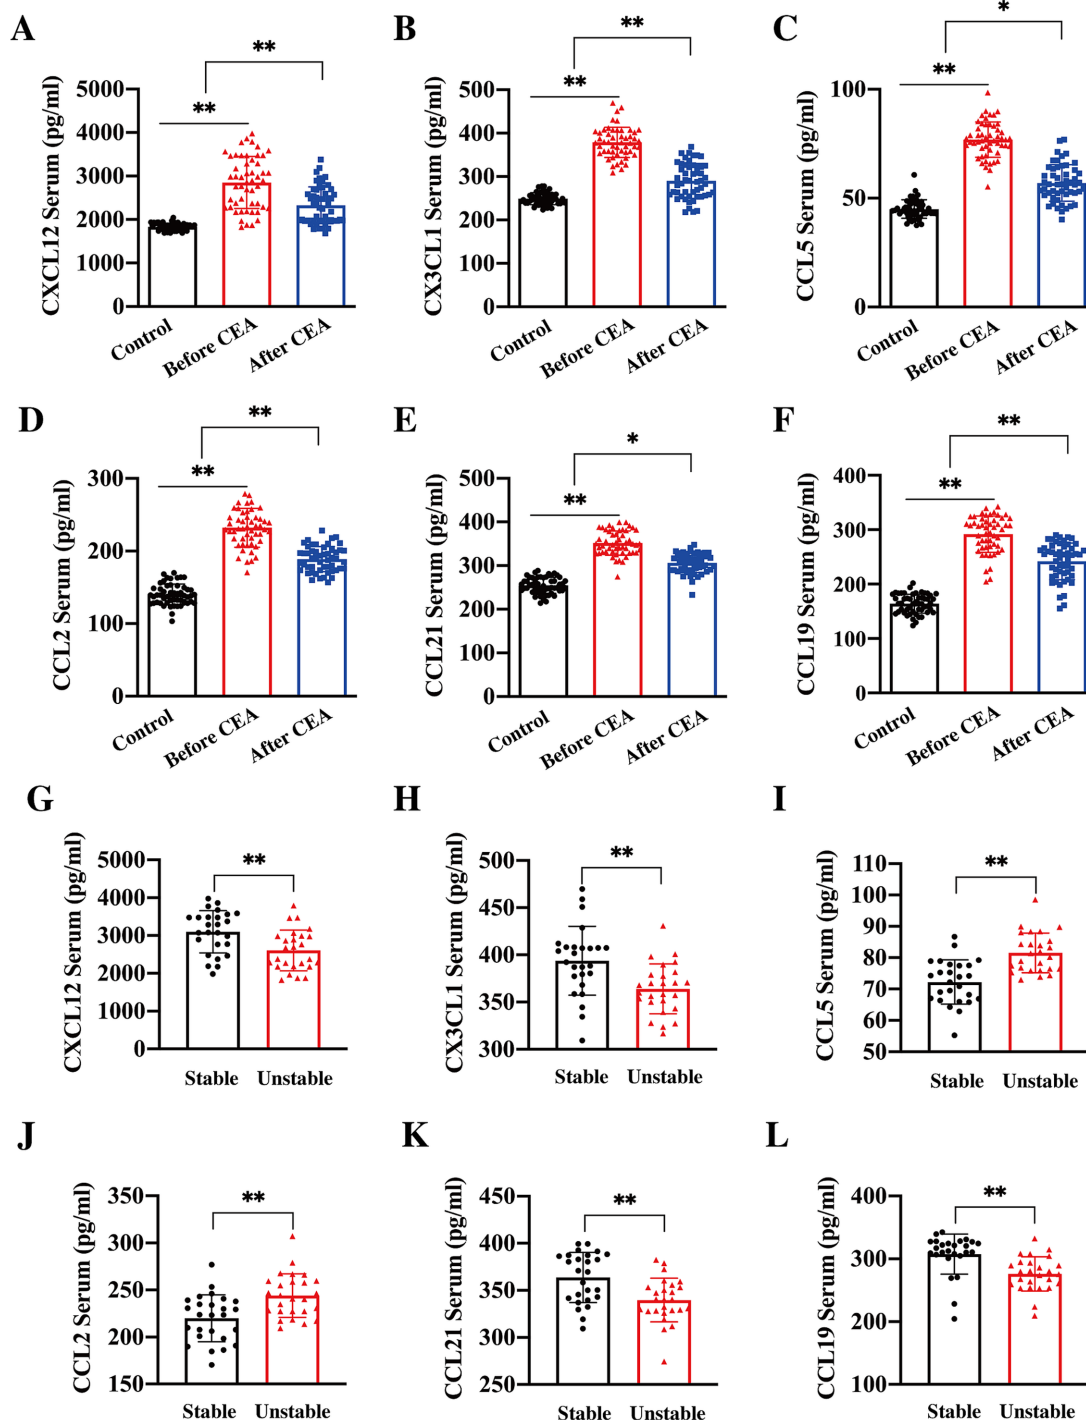 A
B
C
**
**
*
**
**
**
CXCL12 Serum (pg/ml)
5000
4000
3000
2000
1000
0
Control
Before CEA
After CEA
CX3CL1 Serum (pg/ml)
500
400
300
200
100
0
Control
Before CEA
After CEA
CCL5 Serum (pg/ml)
100
50
0
Control
Before CEA
After CEA
D
E
F
**
*
**
**
**
**
CCL2 Serum (pg/ml)
300
200
100
0
Control
Before CEA
After CEA
CCL21 Serum (pg/ml)
500
400
300
200
100
0
Control
Before CEA
After CEA
CCL19 Serum (pg/ml)
400
300
200
100
0
Control
Before CEA
After CEA
G
H
I
**
**
**
CXCL12 Serum (pg/ml)
5000
4000
3000
2000
1000
0
Stable Unstable
CX3CL1 Serum (pg/ml)
500
450
400
350
300
Stable Unstable
CCL5 Serum (pg/ml)
110
100
90
80
70
60
50
Stable Unstable
J
K
L
**
**
**
CCL2 Serum (pg/ml)
350
300
250
200
150
Stable Unstable
CCL21 Serum (pg/ml)
450
400
350
300
250
Stable Unstable
CCL19 Serum (pg/ml)
400
300
200
100
Stable Unstable